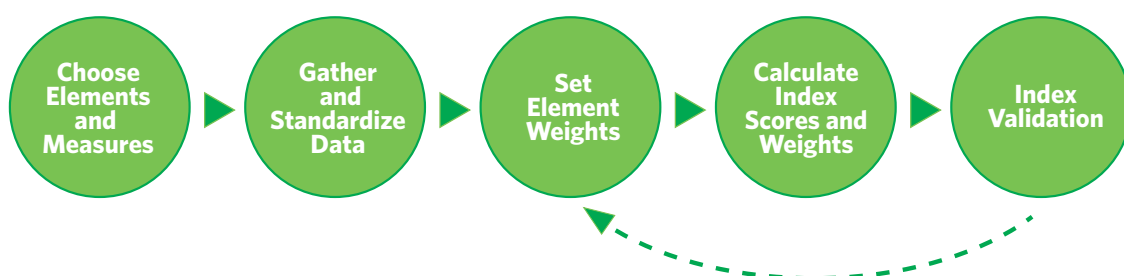 Choose
Elements
and
Measures
Gather
and
Standardize
Data
Set
Element
Weights
Calculate
Index
Scores and
Weights
Index
Validation